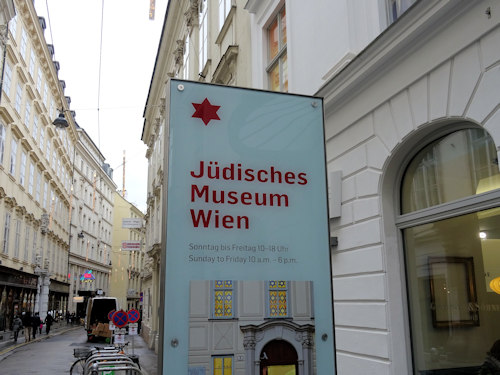 Jüdisches
Museum
Wien
Sonntag bis Freitag 10-18 Uhr
Sunday to Friday 10 a.m. - 6 p.m.